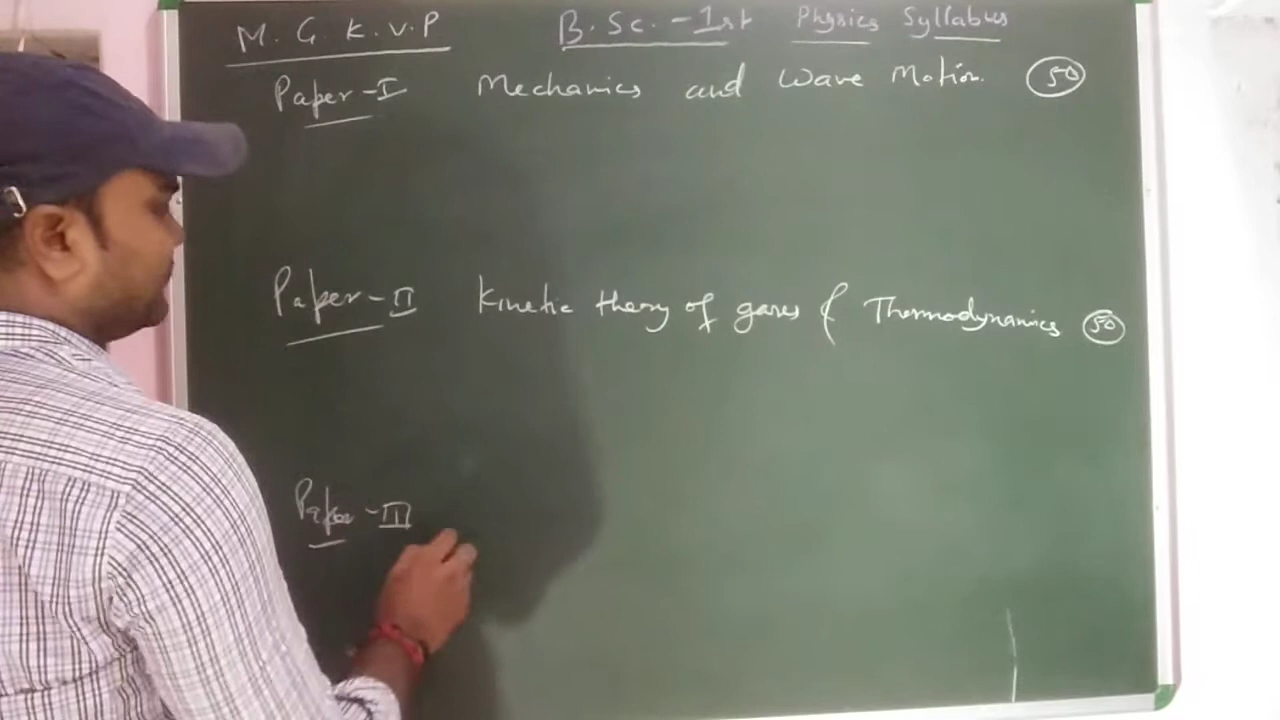 M. G. K. V. P B. Sc. - 1st Physics Syllabus
Paper - I Mechanics and Wave Motion. 50
Paper - II Kinetic theory of gases & Thermodynamics 50
Paper - III